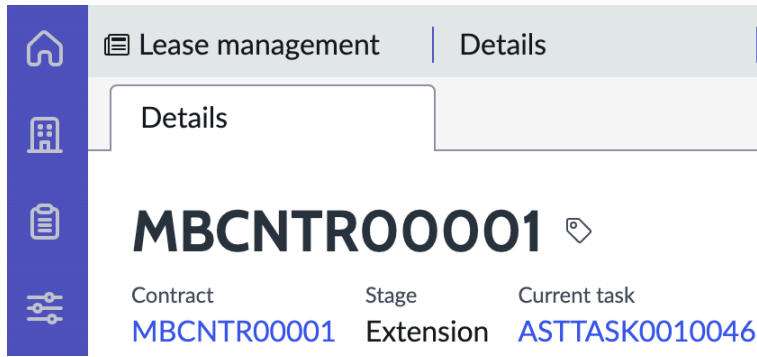 Lease management Details
Details
MBCNTR00001
Contract Stage Current task
MBCNTR00001 Extension ASTTASK0010046